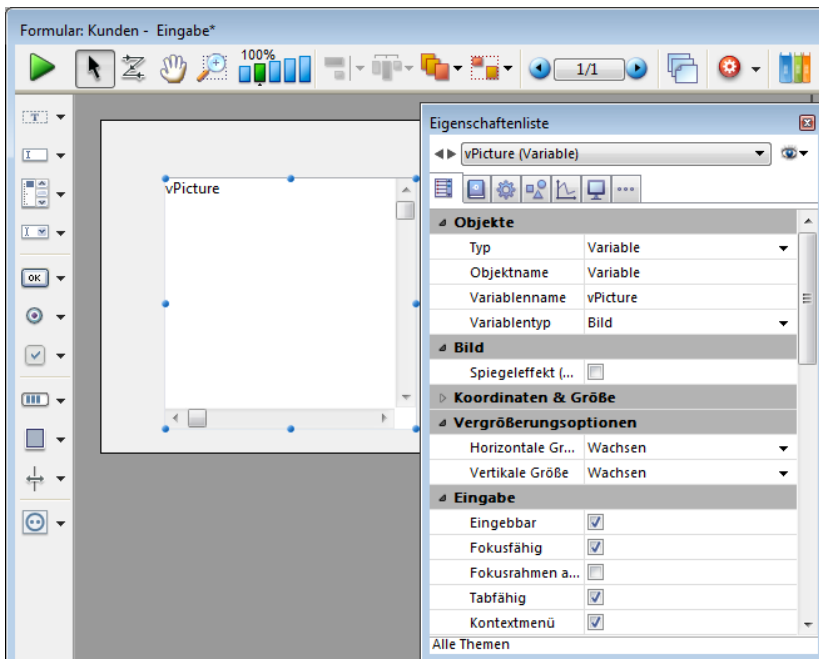 Formular: Kunden - Eingabe*
100%
1/1
T
I
I
OK
vPicture
Eigenschaftenliste
vPicture (Variable)
Objekte
Typ Variable
Objektname Variable
Variablenname vPicture
Variablentyp Bild
Bild
Spiegeleffekt (...
Koordinaten & Größe
Vergrößerungsoptionen
Horizontale Gr... Wachsen
Vertikale Größe Wachsen
Eingabe
Eingebbar
Fokusfähig
Fokusrahmen a...
Tabfähig
Kontextmenü
Alle Themen